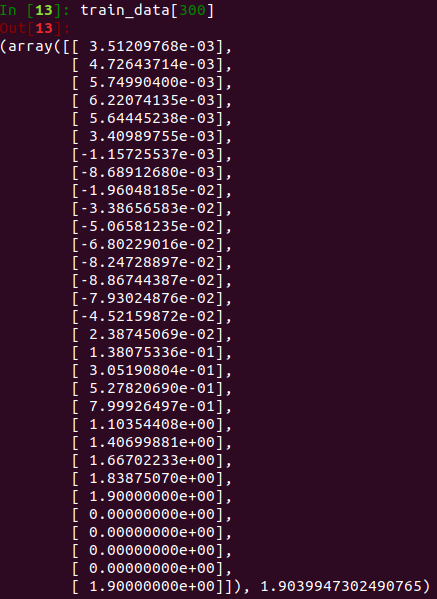 In [13]: train_data[300]
Out[13]:
(array([[ 3.51209768e-03],
[ 4.72643714e-03],
[ 5.74990400e-03],
[ 6.22074135e-03],
[ 5.64445238e-03],
[ 3.40989755e-03],
[-1.15725537e-03],
[-8.68912680e-03],
[-1.96048185e-02],
[-3.38656583e-02],
[-5.06581235e-02],
[-6.80229016e-02],
[-8.24728897e-02],
[-8.86744387e-02],
[-7.93024876e-02],
[-4.52159872e-02],
[ 2.38745069e-02],
[ 1.38075336e-01],
[ 3.05190804e-01],
[ 5.27820690e-01],
[ 7.99926497e-01],
[ 1.10354408e+00],
[ 1.40699881e+00],
[ 1.66702233e+00],
[ 1.83875070e+00],
[ 1.90000000e+00],
[ 0.00000000e+00],
[ 0.00000000e+00],
[ 0.00000000e+00],
[ 0.00000000e+00],
[ 1.90000000e+00]]), 1.9039947302490765)